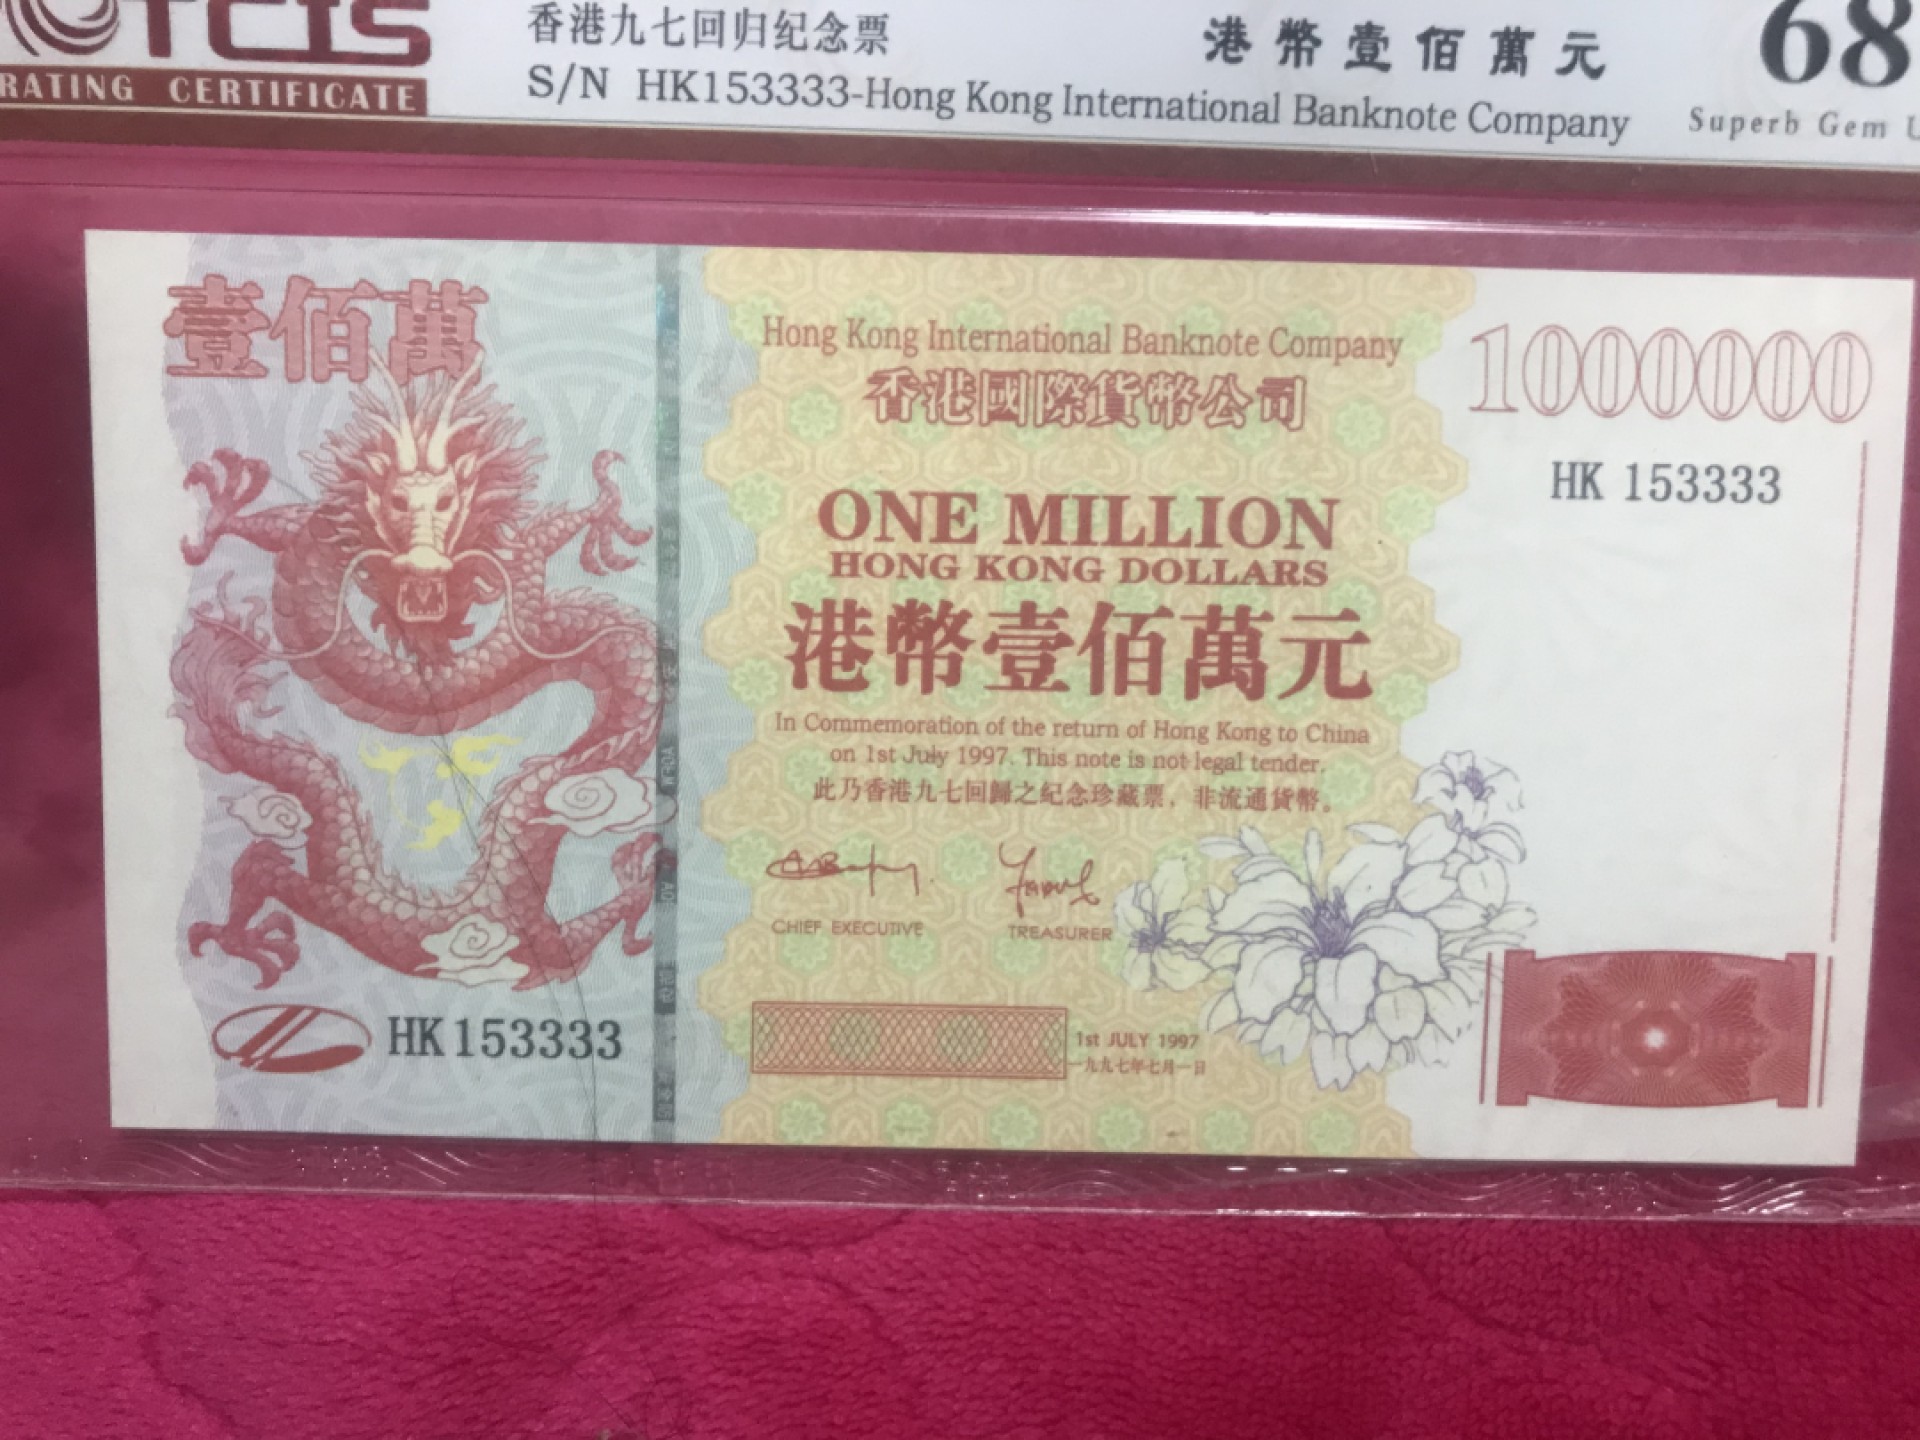 TCIS
RATING CERTIFICATE
香港九七回归纪念票
港幣壹佰萬元
68
S/N HK153333-Hong Kong International Banknote Company
Superb Gem
壹佰萬
Hong Kong International Banknote Company
香港國際貨幣公司
1000000
HK 153333
ONE MILLION
HONG KONG DOLLARS
港幣壹佰萬元
In Commemoration of the return of Hong Kong to China
on 1st July 1997. This note is not legal tender.
此乃香港九七回歸之紀念珍藏票，非流通貨幣。
CHIEF EXECUTIVE
TREASURER
HK 153333
1st JULY 1997
一九九七年七月一日